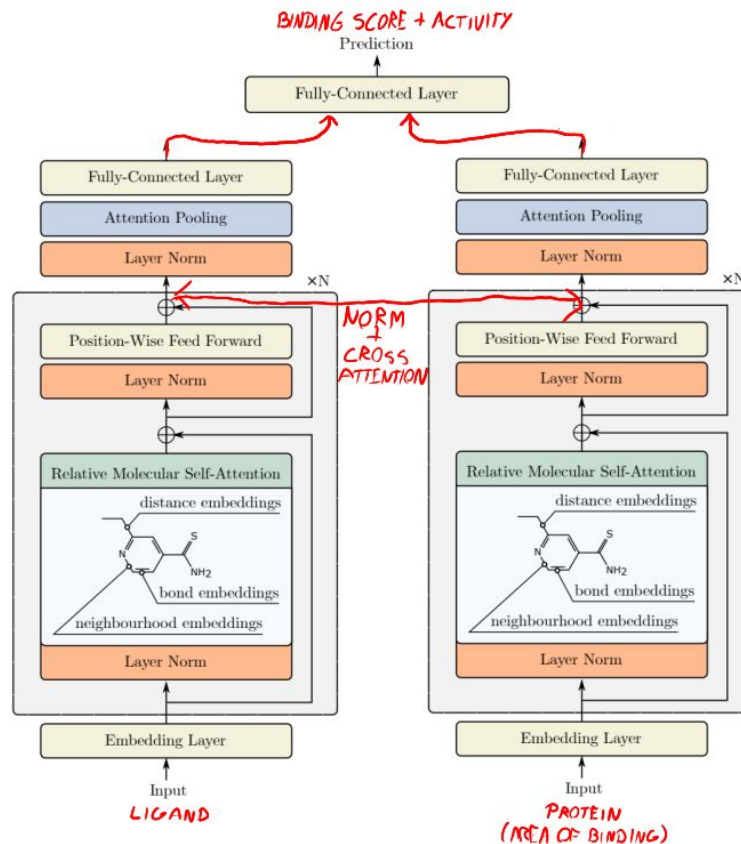 BINDING SCORE + ACTIVITY
Prediction
Fully-Connected Layer
Fully-Connected Layer
Attention Pooling
Layer Norm
×N
Position-Wise Feed Forward
Layer Norm
Relative Molecular Self-Attention
distance embeddings
N
S
NH2
bond embeddings
neighbourhood embeddings
Layer Norm
Embedding Layer
Input
LIGAND
NORM
+
CROSS
ATTENTION
Fully-Connected Layer
Attention Pooling
Layer Norm
×N
Position-Wise Feed Forward
Layer Norm
Relative Molecular Self-Attention
distance embeddings
N
S
NH2
bond embeddings
neighbourhood embeddings
Layer Norm
Embedding Layer
Input
PROTEIN
(AREA OF BINDING)